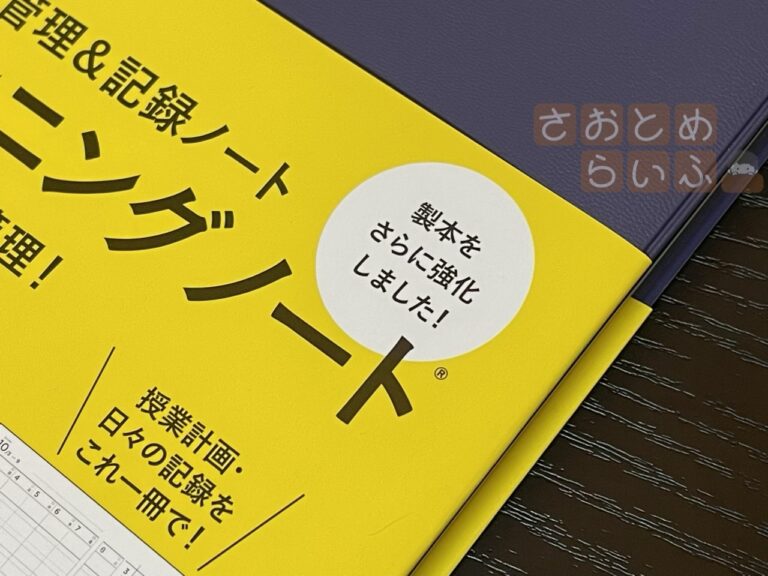 管理&記録ノート
ニングノート®
管理!
製本を
さらに強化
しました!
授業計画・
日々の記録を
これ一冊で!
さおとめ
らいふ